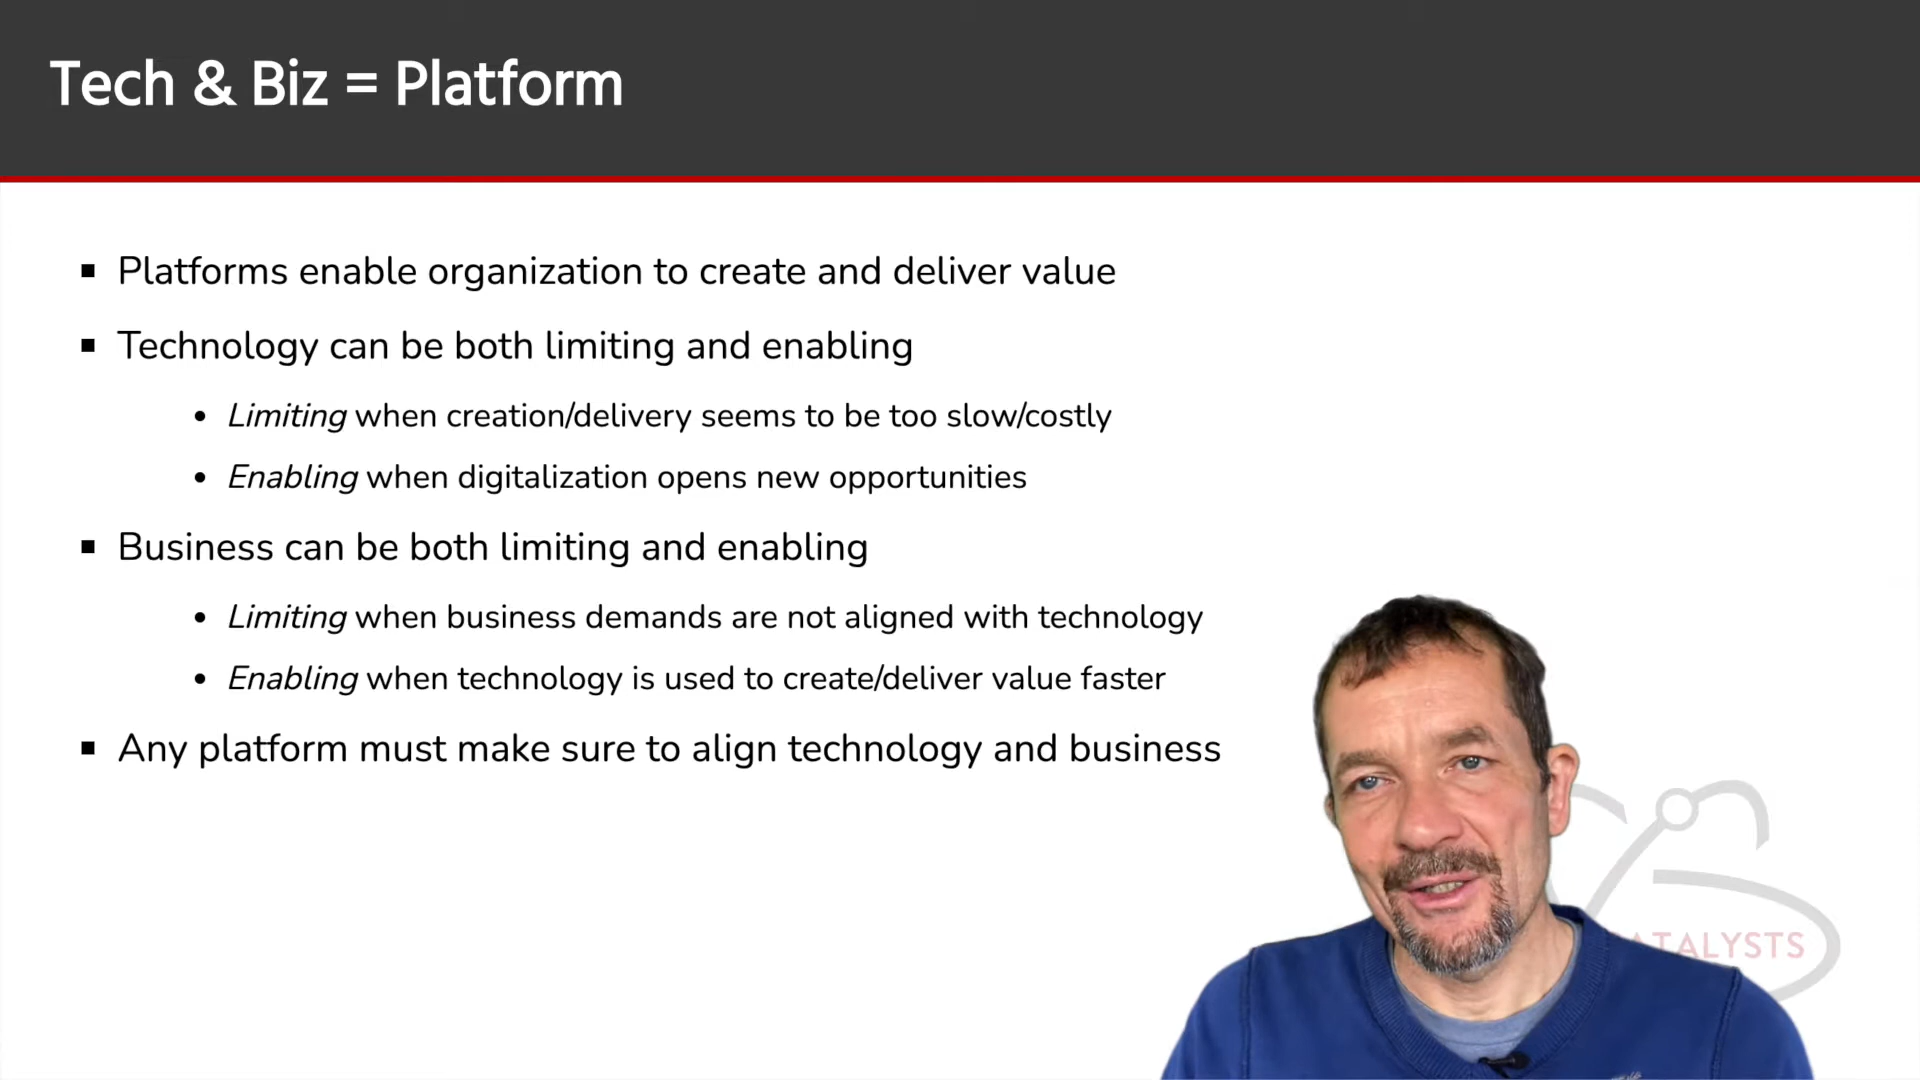 Tech & Biz = Platform
Platforms enable organization to create and deliver value
Technology can be both limiting and enabling
Limiting when creation/delivery seems to be too slow/costly
Enabling when digitalization opens new opportunities
Business can be both limiting and enabling
Limiting when business demands are not aligned with technology
Enabling when technology is used to create/deliver value faster
Any platform must make sure to align technology and business